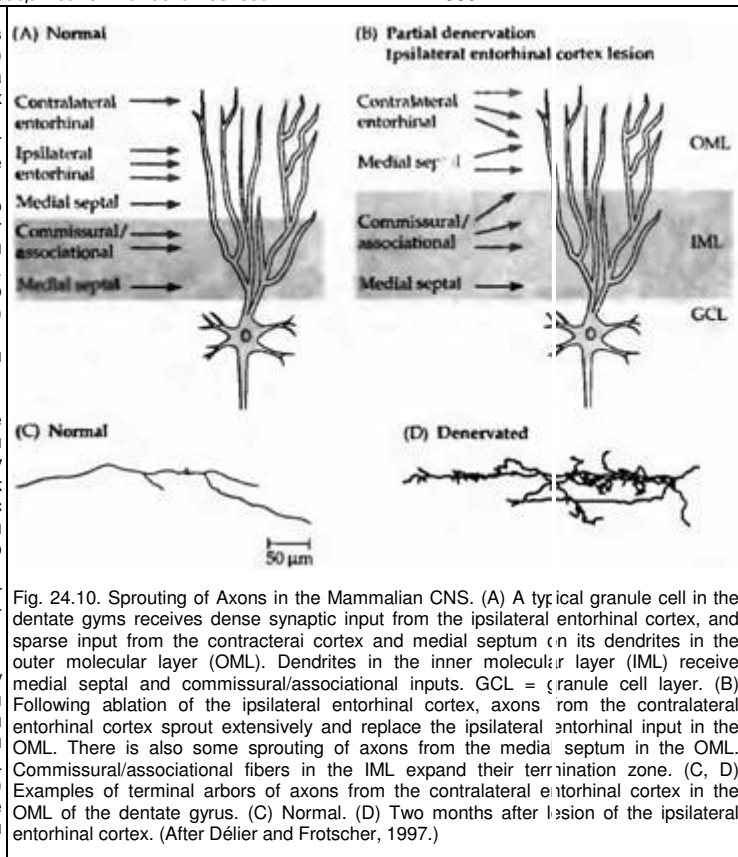 (A) Normal
Contralateral
entorhinal
Ipsilateral
entorhinal
Medial septal
Commissural/
associational
Medial septal
(B) Partial denervation
Ipsilateral entorhinal cortex lesion
Contralateral
entorhinal
Medial septal
Commissural/
associational
Medial septal
OML
IML
GCL
(C) Normal
50 µm
(D) Denervated
Fig. 24.10. Sprouting of Axons in the Mammalian CNS. (A) A typical granule cell in the
dentate gyms receives dense synaptic input from the ipsilateral entorhinal cortex, and
sparse input from the contracterai cortex and medial septum on its dendrites in the
outer molecular layer (OML). Dendrites in the inner molecular layer (IML) receive
medial septal and commissural/associational inputs. GCL = granule cell layer. (B)
Following ablation of the ipsilateral entorhinal cortex, axons from the contralateral
entorhinal cortex sprout extensively and replace the ipsilateral entorhinal input in the
OML. There is also some sprouting of axons from the medial septum in the OML.
Commissural/associational fibers in the IML expand their termination zone. (C, D)
Examples of terminal arbors of axons from the contralateral entorhinal cortex in the
OML of the dentate gyrus. (C) Normal. (D) Two months after lesion of the ipsilateral
entorhinal cortex. (After Délier and Frotscher, 1997.)